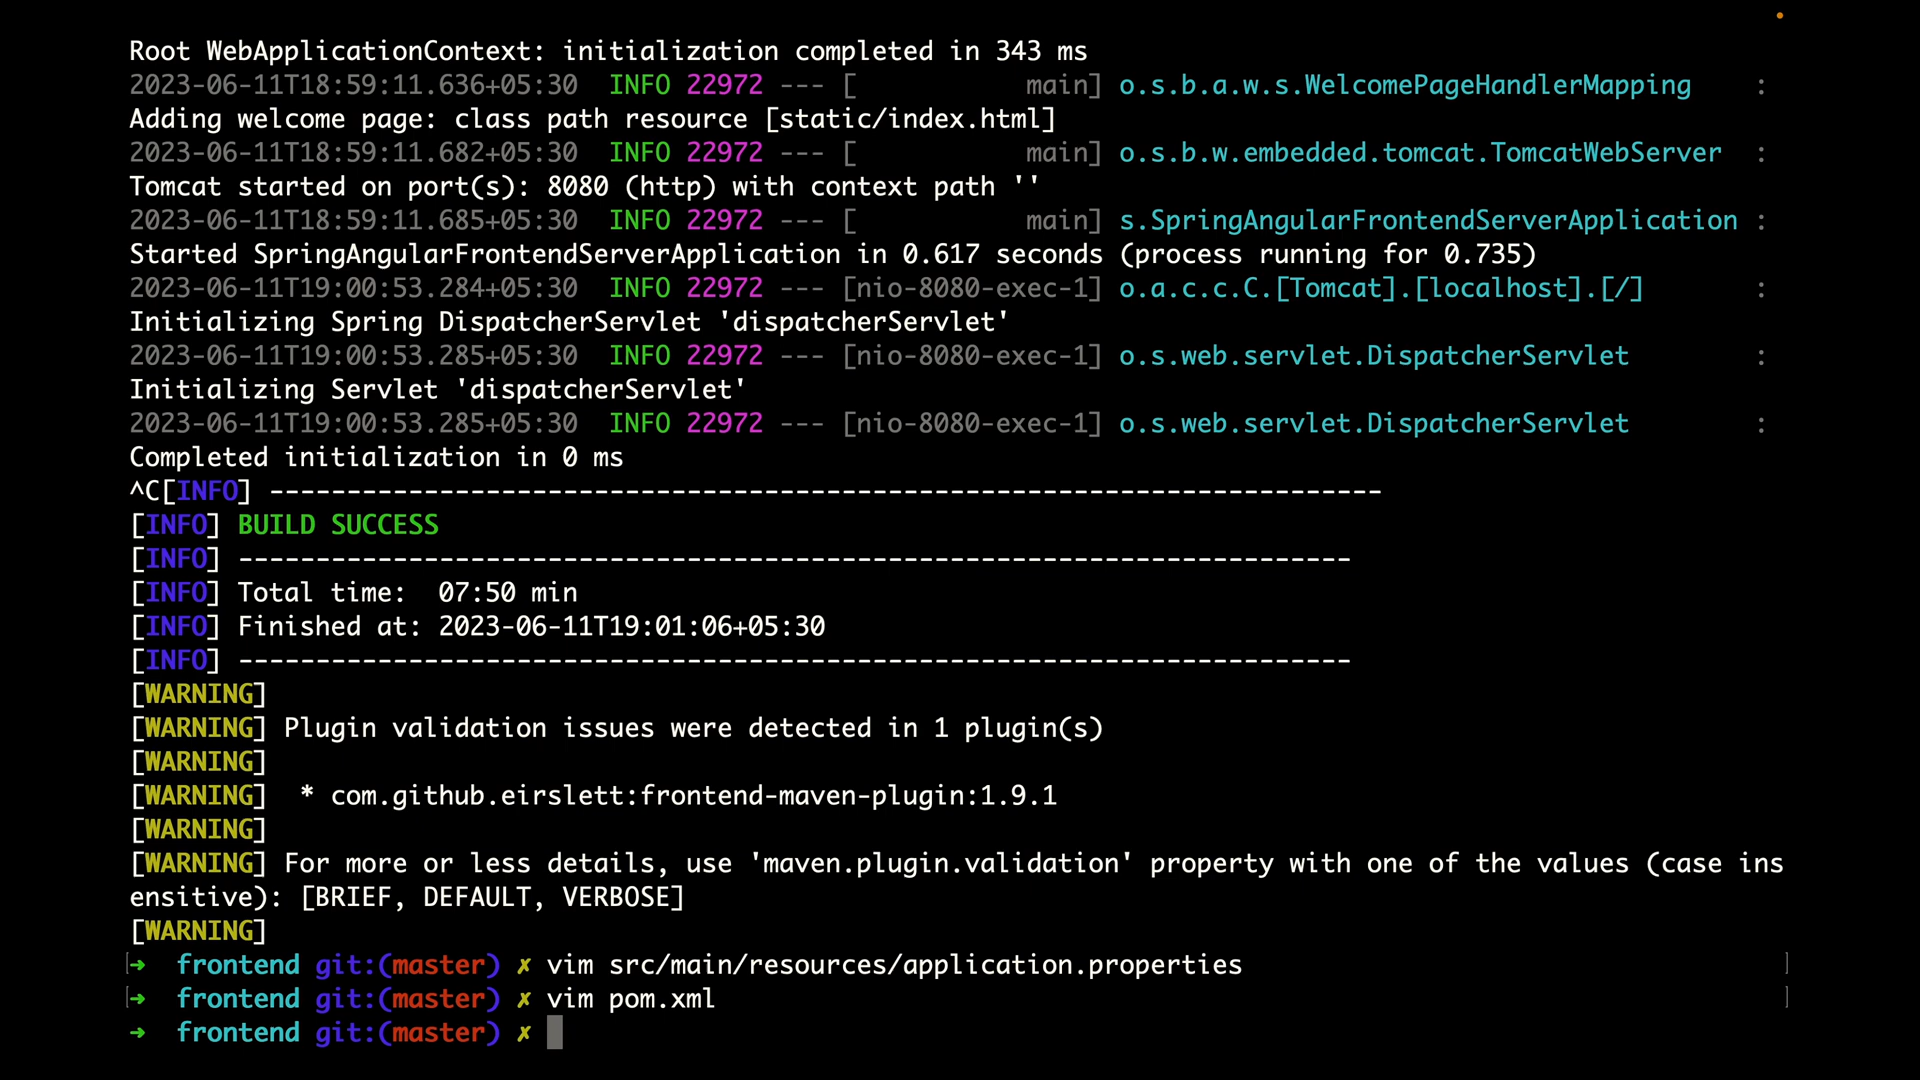 Root WebApplicationContext: initialization completed in 343 ms
2023-06-11T18:59:11.636+05:30  INFO 22972 --- [           main] o.s.b.a.w.s.WelcomePageHandlerMapping    :
Adding welcome page: class path resource [static/index.html]
2023-06-11T18:59:11.682+05:30  INFO 22972 --- [           main] o.s.b.w.embedded.tomcat.TomcatWebServer  :
Tomcat started on port(s): 8080 (http) with context path ''
2023-06-11T18:59:11.685+05:30  INFO 22972 --- [           main] s.SpringAngularFrontendServerApplication :
Started SpringAngularFrontendServerApplication in 0.617 seconds (process running for 0.735)
2023-06-11T19:00:53.284+05:30  INFO 22972 --- [nio-8080-exec-1] o.a.c.c.C.[Tomcat].[localhost].[/]       :
Initializing Spring DispatcherServlet 'dispatcherServlet'
2023-06-11T19:00:53.285+05:30  INFO 22972 --- [nio-8080-exec-1] o.s.web.servlet.DispatcherServlet        :
Initializing Servlet 'dispatcherServlet'
2023-06-11T19:00:53.285+05:30  INFO 22972 --- [nio-8080-exec-1] o.s.web.servlet.DispatcherServlet        :
Completed initialization in 0 ms
^C[INFO] ------------------------------------------------------------------------
[INFO] BUILD SUCCESS
[INFO] ------------------------------------------------------------------------
[INFO] Total time:  07:50 min
[INFO] Finished at: 2023-06-11T19:01:06+05:30
[INFO] ------------------------------------------------------------------------
[WARNING]
[WARNING] Plugin validation issues were detected in 1 plugin(s)
[WARNING]
[WARNING]  * com.github.eirslett:frontend-maven-plugin:1.9.1
[WARNING]
[WARNING] For more or less details, use 'maven.plugin.validation' property with one of the values (case ins
ensitive): [BRIEF, DEFAULT, VERBOSE]
[WARNING]
➜  frontend git:(master) ✗ vim src/main/resources/application.properties
➜  frontend git:(master) ✗ vim pom.xml
➜  frontend git:(master) ✗